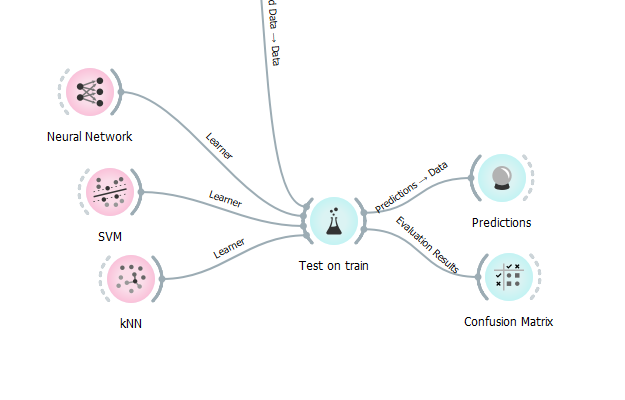 d Data → Data
Neural Network
Learner
SVM
Learner
kNN
Learner
Test on train
Predictions → Data
Predictions
Evaluation Results
Confusion Matrix